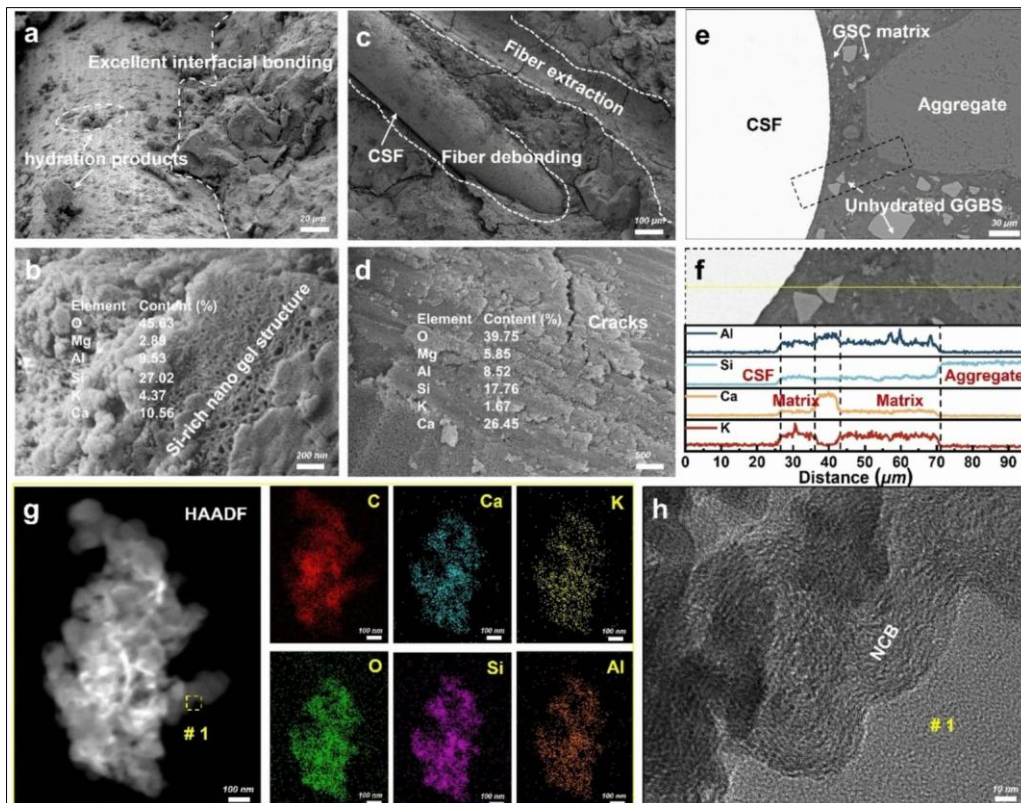 a
Excellent interfacial bonding
hydration products
20 μm
b
Element Content (%)
O 45.63
Mg 2.89
Al 9.53
Si 27.02
K 4.37
Ca 10.56
Si-rich nano gel structure
200 nm
c
Fiber extraction
CSF
Fiber debonding
100 μm
d
Element Content (%)
O 39.75
Mg 5.85
Al 8.52
Si 17.76
K 1.67
Ca 26.45
Cracks
500
e
GSC matrix
CSF
Aggregate
Unhydrated GGBS
30 μm
f
Al
Si
CSF
Aggregate
Ca
Matrix
Matrix
K
0 10 20 30 40 50 60 70 80 90
Distance (μm)
g
HAADF
# 1
100 nm
C
100 nm
Ca
100 nm
K
100 nm
O
100 nm
Si
100 nm
Al
100 nm
h
NCB
# 1
10 nm